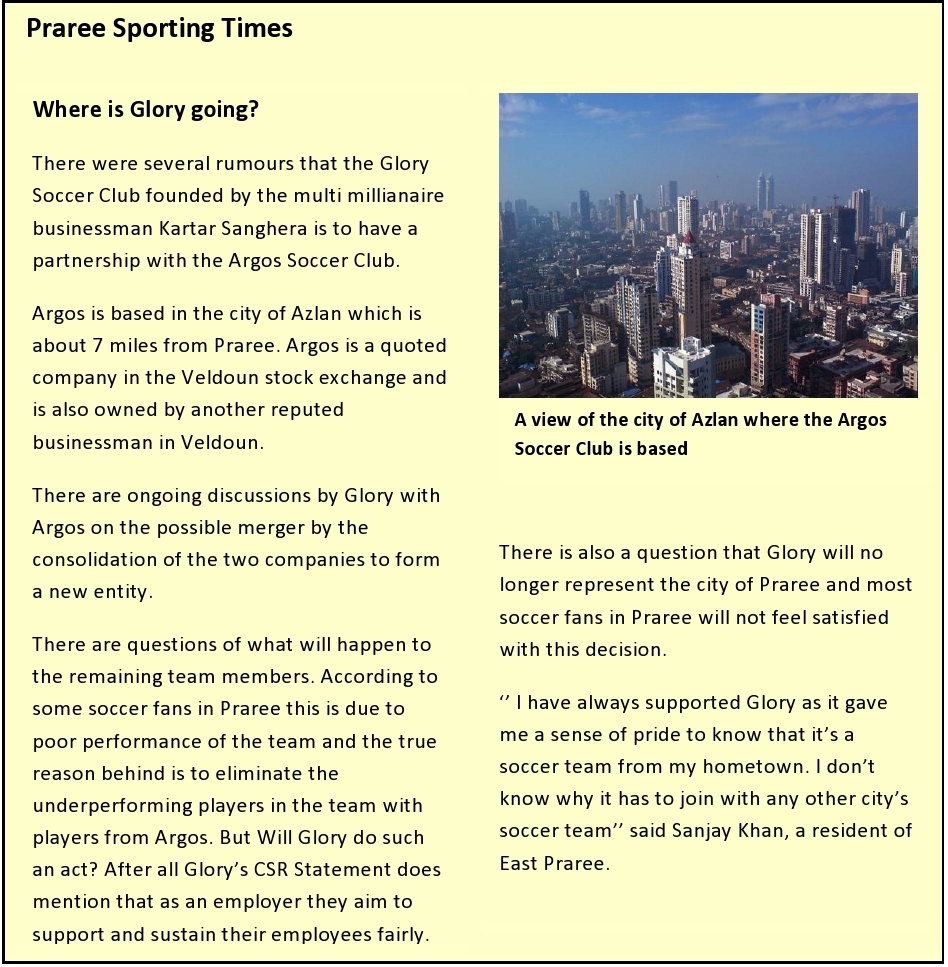 Praree Sporting Times
Where is Glory going?
There were several rumours that the Glory
Soccer Club founded by the multi millianaire
businessman Kartar Sanghera is to have a
partnership with the Argos Soccer Club.
Argos is based in the city of Azlan which is
about 7 miles from Praree. Argos is a quoted
company in the Veldoun stock exchange and
is also owned by another reputed
businessman in Veldoun.
There are ongoing discussions by Glory with
Argos on the possible merger by the
consolidation of the two companies to form
a new entity.
There are questions of what will happen to
the remaining team members. According to
some soccer fans in Praree this is due to
poor performance of the team and the true
reason behind is to eliminate the
underperforming players in the team with
players from Argos. But Will Glory do such
an act? After all Glory’s CSR Statement does
mention that as an employer they aim to
support and sustain their employees fairly.
A view of the city of Azlan where the Argos
Soccer Club is based
There is also a question that Glory will no
longer represent the city of Praree and most
soccer fans in Praree will not feel satisfied
with this decision.
‘’ I have always supported Glory as it gave
me a sense of pride to know that it’s a
soccer team from my hometown. I don’t
know why it has to join with any other city’s
soccer team’’ said Sanjay Khan, a resident of
East Praree.